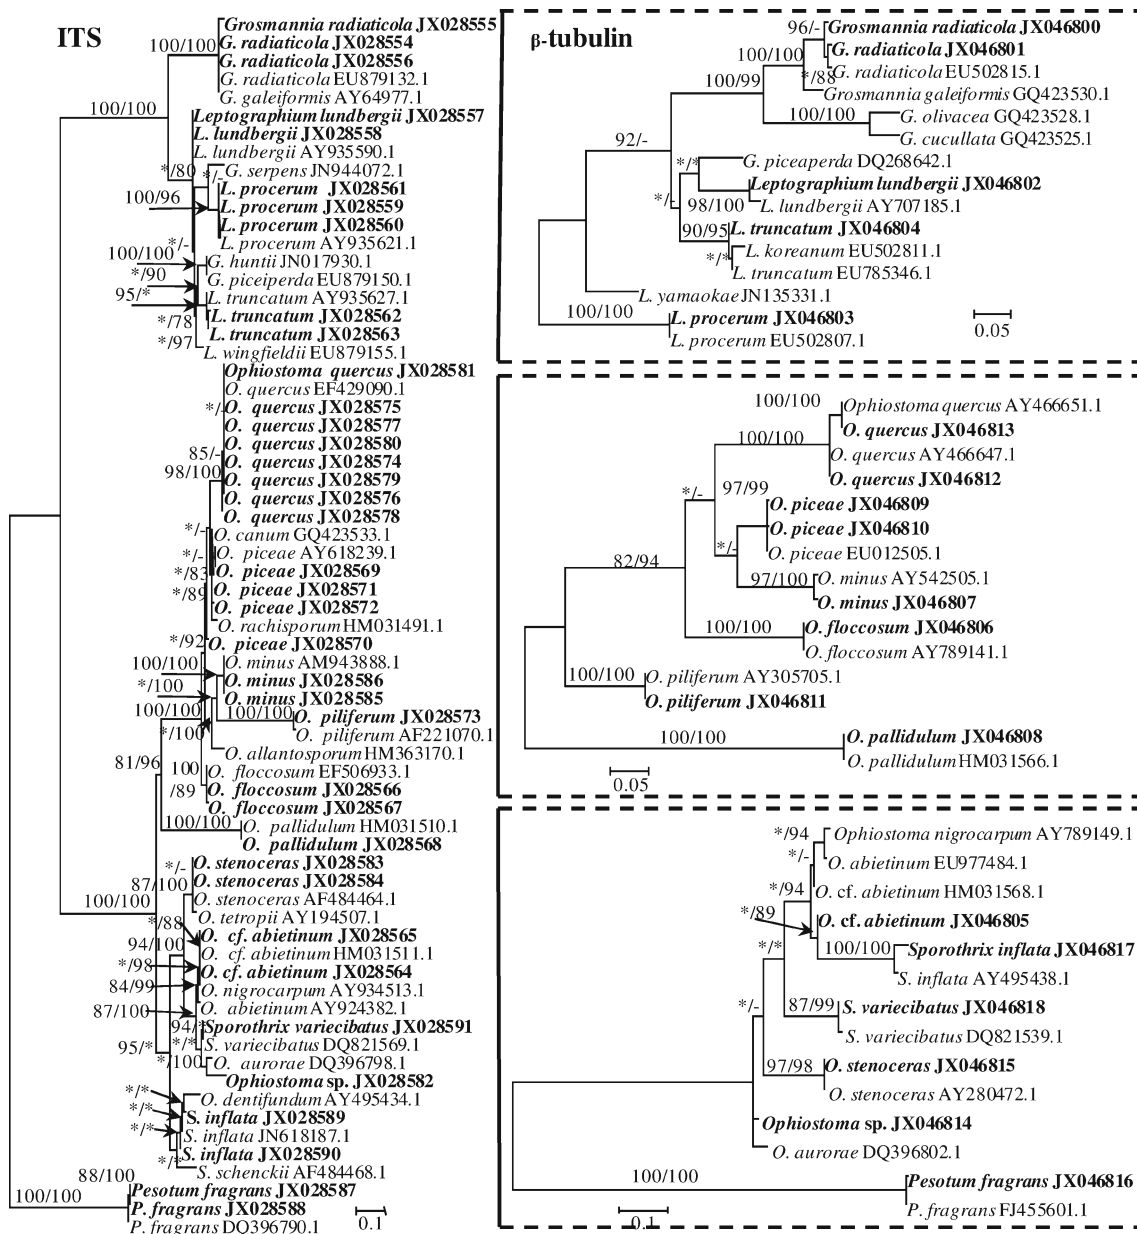 ITS
Grosmannia radiaticola JX028555
100/100
G. radiaticola JX028554
G. radiaticola JX028556
G. radiaticola EU879132.1
G. galeiformis AY64977.1
100/100
Leptographium lundbergii JX028557
L. lundbergii JX028558
L. lundbergii AY935590.1
*/80
*/-
G. serpens JN944072.1
L. procerum JX028561
100/96
L. procerum JX028559
L. procerum JX028560
L. procerum AY935621.1
*/-
100/100
G. huntii JN017930.1
*/90
G. piceiperda EU879150.1
95/*
L. truncatum AY935627.1
L. truncatum JX028562
*/78
L. truncatum JX028563
*/97
L. wingfieldii EU879155.1
Ophiostoma quercus JX028581
O. quercus EF429090.1
*/-
O. quercus JX028575
O. quercus JX028577
O. quercus JX028580
85/-
O. quercus JX028574
98/100
O. quercus JX028579
O. quercus JX028576
O. quercus JX028578
*/-
O. canum GQ423533.1
*/-
O. piceae AY618239.1
*/83
O. piceae JX028569
*/89
O. piceae JX028571
O. piceae JX028572
O. rachisporum HM031491.1
*/92
O. piceae JX028570
100/100
O. minus AM943888.1
*/100
O. minus JX028586
O. minus JX028585
100/100
100/100
O. piliferum JX028573
*/100
O. piliferum AF221070.1
O. allantosporum HM363170.1
81/96
100
/89
O. floccosum EF506933.1
O. floccosum JX028566
O. floccosum JX028567
100/100
O. pallidulum HM031510.1
O. pallidulum JX028568
*/-
O. stenoceras JX028583
87/100
O. stenoceras JX028584
100/100
O. stenoceras AF484464.1
O. tetropii AY194507.1
*/88
O. cf. abietinum JX028565
94/100
O. cf. abietinum HM031511.1
*/98
O. cf. abietinum JX028564
84/99
O. nigrocarpum AY934513.1
87/100
O. abietinum AY924382.1
94/*
Sporothrix variecibatus JX028591
95/*
*/*
S. variecibatus DQ821569.1
*/100
O. aurorae DQ396798.1
Ophiostoma sp. JX028582
*/*
O. dentifundum AY495434.1
*/*
S. inflata JX028589
*/*
S. inflata JN618187.1
S. inflata JX028590
*/*
S. schenckii AF484468.1
88/100
100/100
Pesotum fragrans JX028587
P. fragrans JX028588
P. fragrans DQ396790.1
0.1
β-tubulin
96/-
Grosmannia radiaticola JX046800
100/100
G. radiaticola JX046801
*/88
G. radiaticola EU502815.1
100/99
Grosmannia galeiformis GQ423530.1
100/100
G. olivacea GQ423528.1
G. cucullata GQ423525.1
92/-
*/*
G. piceaperda DQ268642.1
Leptographium lundbergii JX046802
*/-
98/100
L. lundbergii AY707185.1
90/95
L. truncatum JX046804
*/*
L. koreanum EU502811.1
L. truncatum EU785346.1
L. yamaokae JN135331.1
100/100
L. procerum JX046803
L. procerum EU502807.1
0.05
100/100
Ophiostoma quercus AY466651.1
O. quercus JX046813
100/100
O. quercus AY466647.1
O. quercus JX046812
*/-
97/99
O. piceae JX046809
O. piceae JX046810
*/-
O. piceae EU012505.1
82/94
97/100
O. minus AY542505.1
O. minus JX046807
100/100
O. floccosum JX046806
O. floccosum AY789141.1
100/100
O. piliferum AY305705.1
O. piliferum JX046811
100/100
O. pallidulum JX046808
O. pallidulum HM031566.1
0.05
*/94
Ophiostoma nigrocarpum AY789149.1
*/-
O. abietinum EU977484.1
*/94
O. cf. abietinum HM031568.1
*/89
O. cf. abietinum JX046805
*/*
100/100
Sporothrix inflata JX046817
S. inflata AY495438.1
*/-
87/99
S. variecibatus JX046818
S. variecibatus DQ821539.1
97/98
O. stenoceras JX046815
O. stenoceras AY280472.1
Ophiostoma sp. JX046814
O. aurorae DQ396802.1
100/100
Pesotum fragrans JX046816
P. fragrans FJ455601.1
0.1